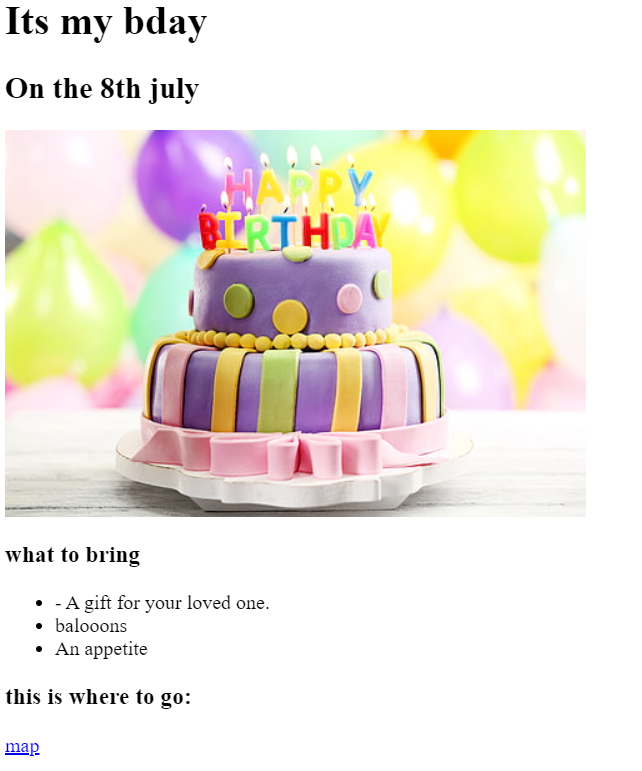 Its my bday
On the 8th july
HAPPY
BIRTHDAY
what to bring
- A gift for your loved one.
balooons
An appetite
this is where to go:
map